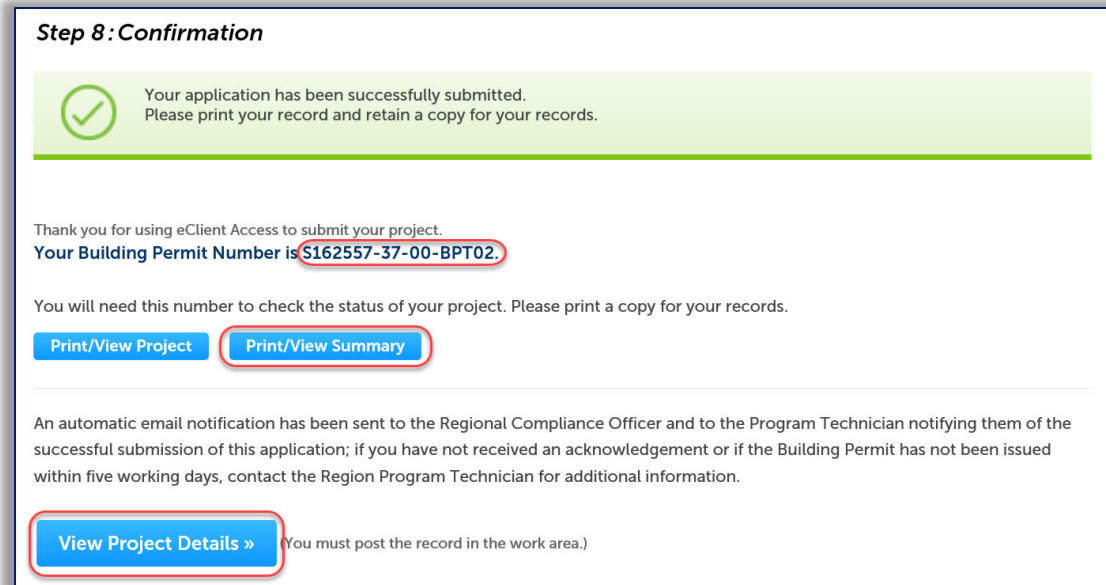 Step 8: Confirmation
Your application has been successfully submitted.
Please print your record and retain a copy for your records.
Thank you for using eClient Access to submit your project.
Your Building Permit Number is S162557-37-00-BPT02.
You will need this number to check the status of your project. Please print a copy for your records.
Print/View Project Print/View Summary
An automatic email notification has been sent to the Regional Compliance Officer and to the Program Technician notifying them of the
successful submission of this application; if you have not received an acknowledgement or if the Building Permit has not been issued
within five working days, contact the Region Program Technician for additional information.
View Project Details » (You must post the record in the work area.)